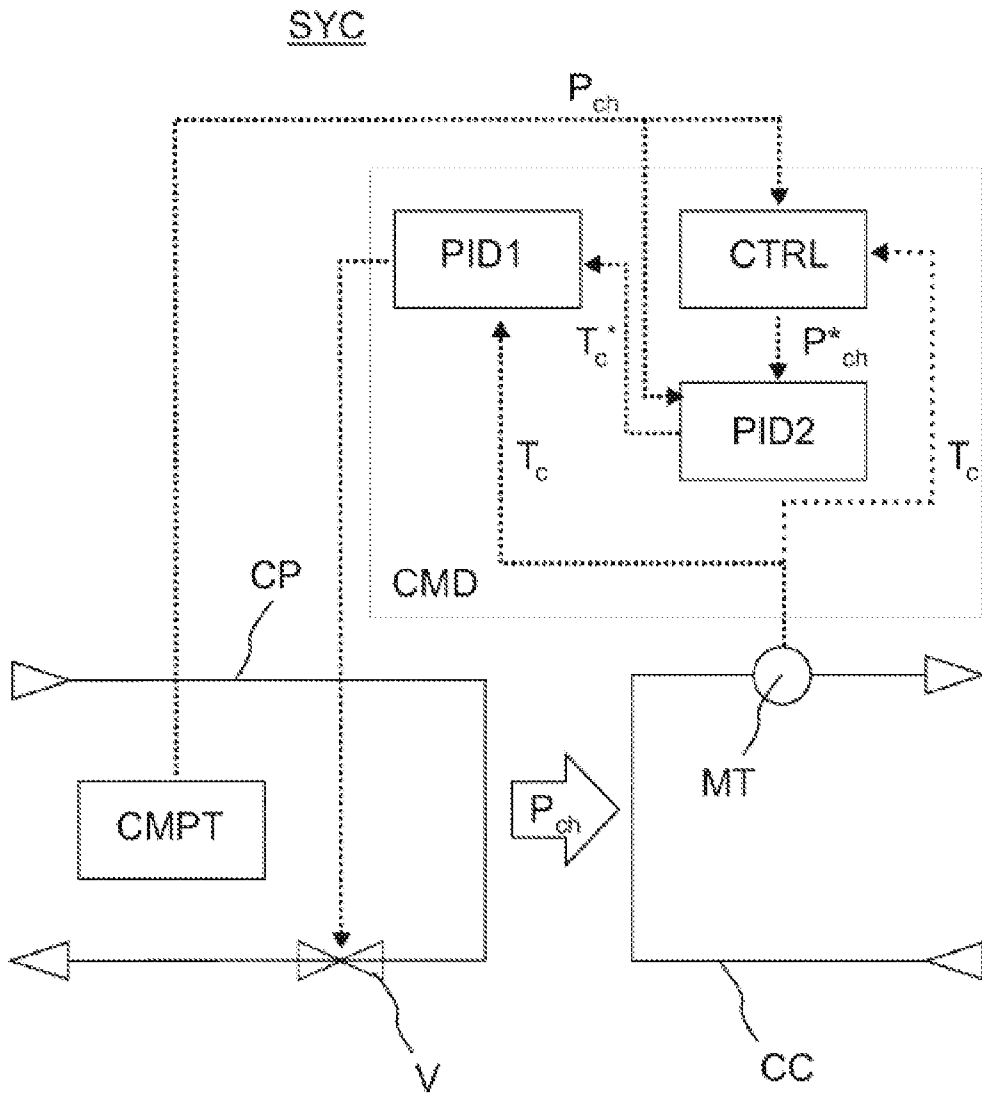 SYC
P_ch
PID1
CTRL
T_c*
P*_ch
PID2
T_c
T_c
CP
CMD
MT
CMPT
P_ch
V
CC